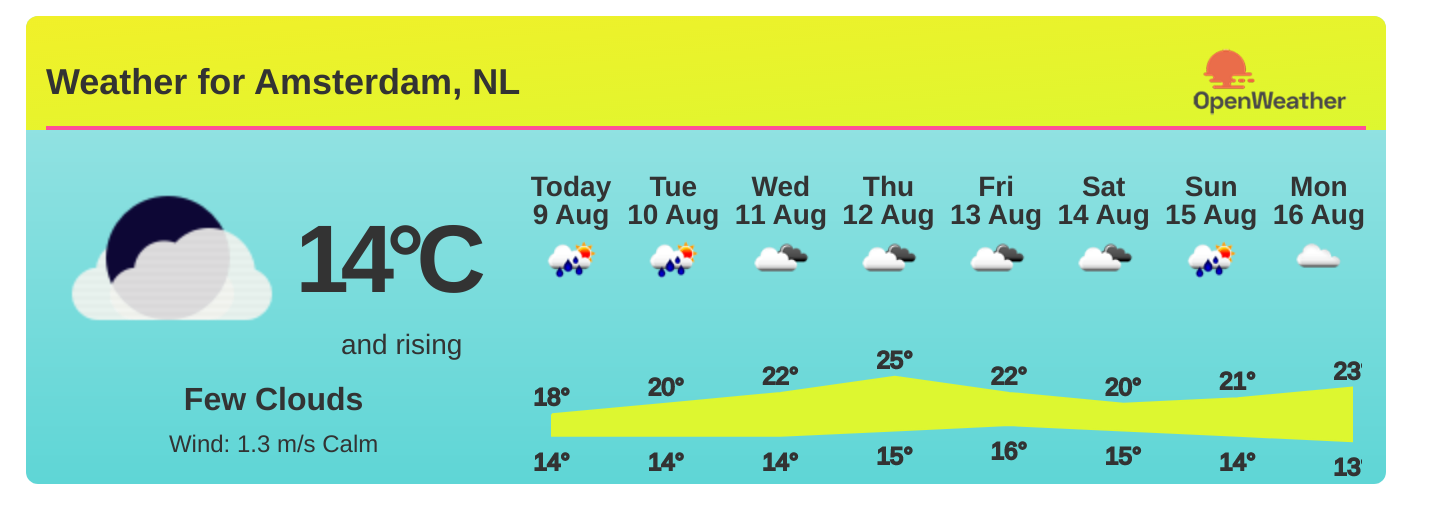 Weather for Amsterdam, NL
OpenWeather
14°C
and rising
Few Clouds
Wind: 1.3 m/s Calm
Today Tue Wed Thu Fri Sat Sun Mon
9 Aug 10 Aug 11 Aug 12 Aug 13 Aug 14 Aug 15 Aug 16 Aug
18° 20° 22° 25° 22° 20° 21° 23°
14° 14° 14° 15° 16° 15° 14° 13°